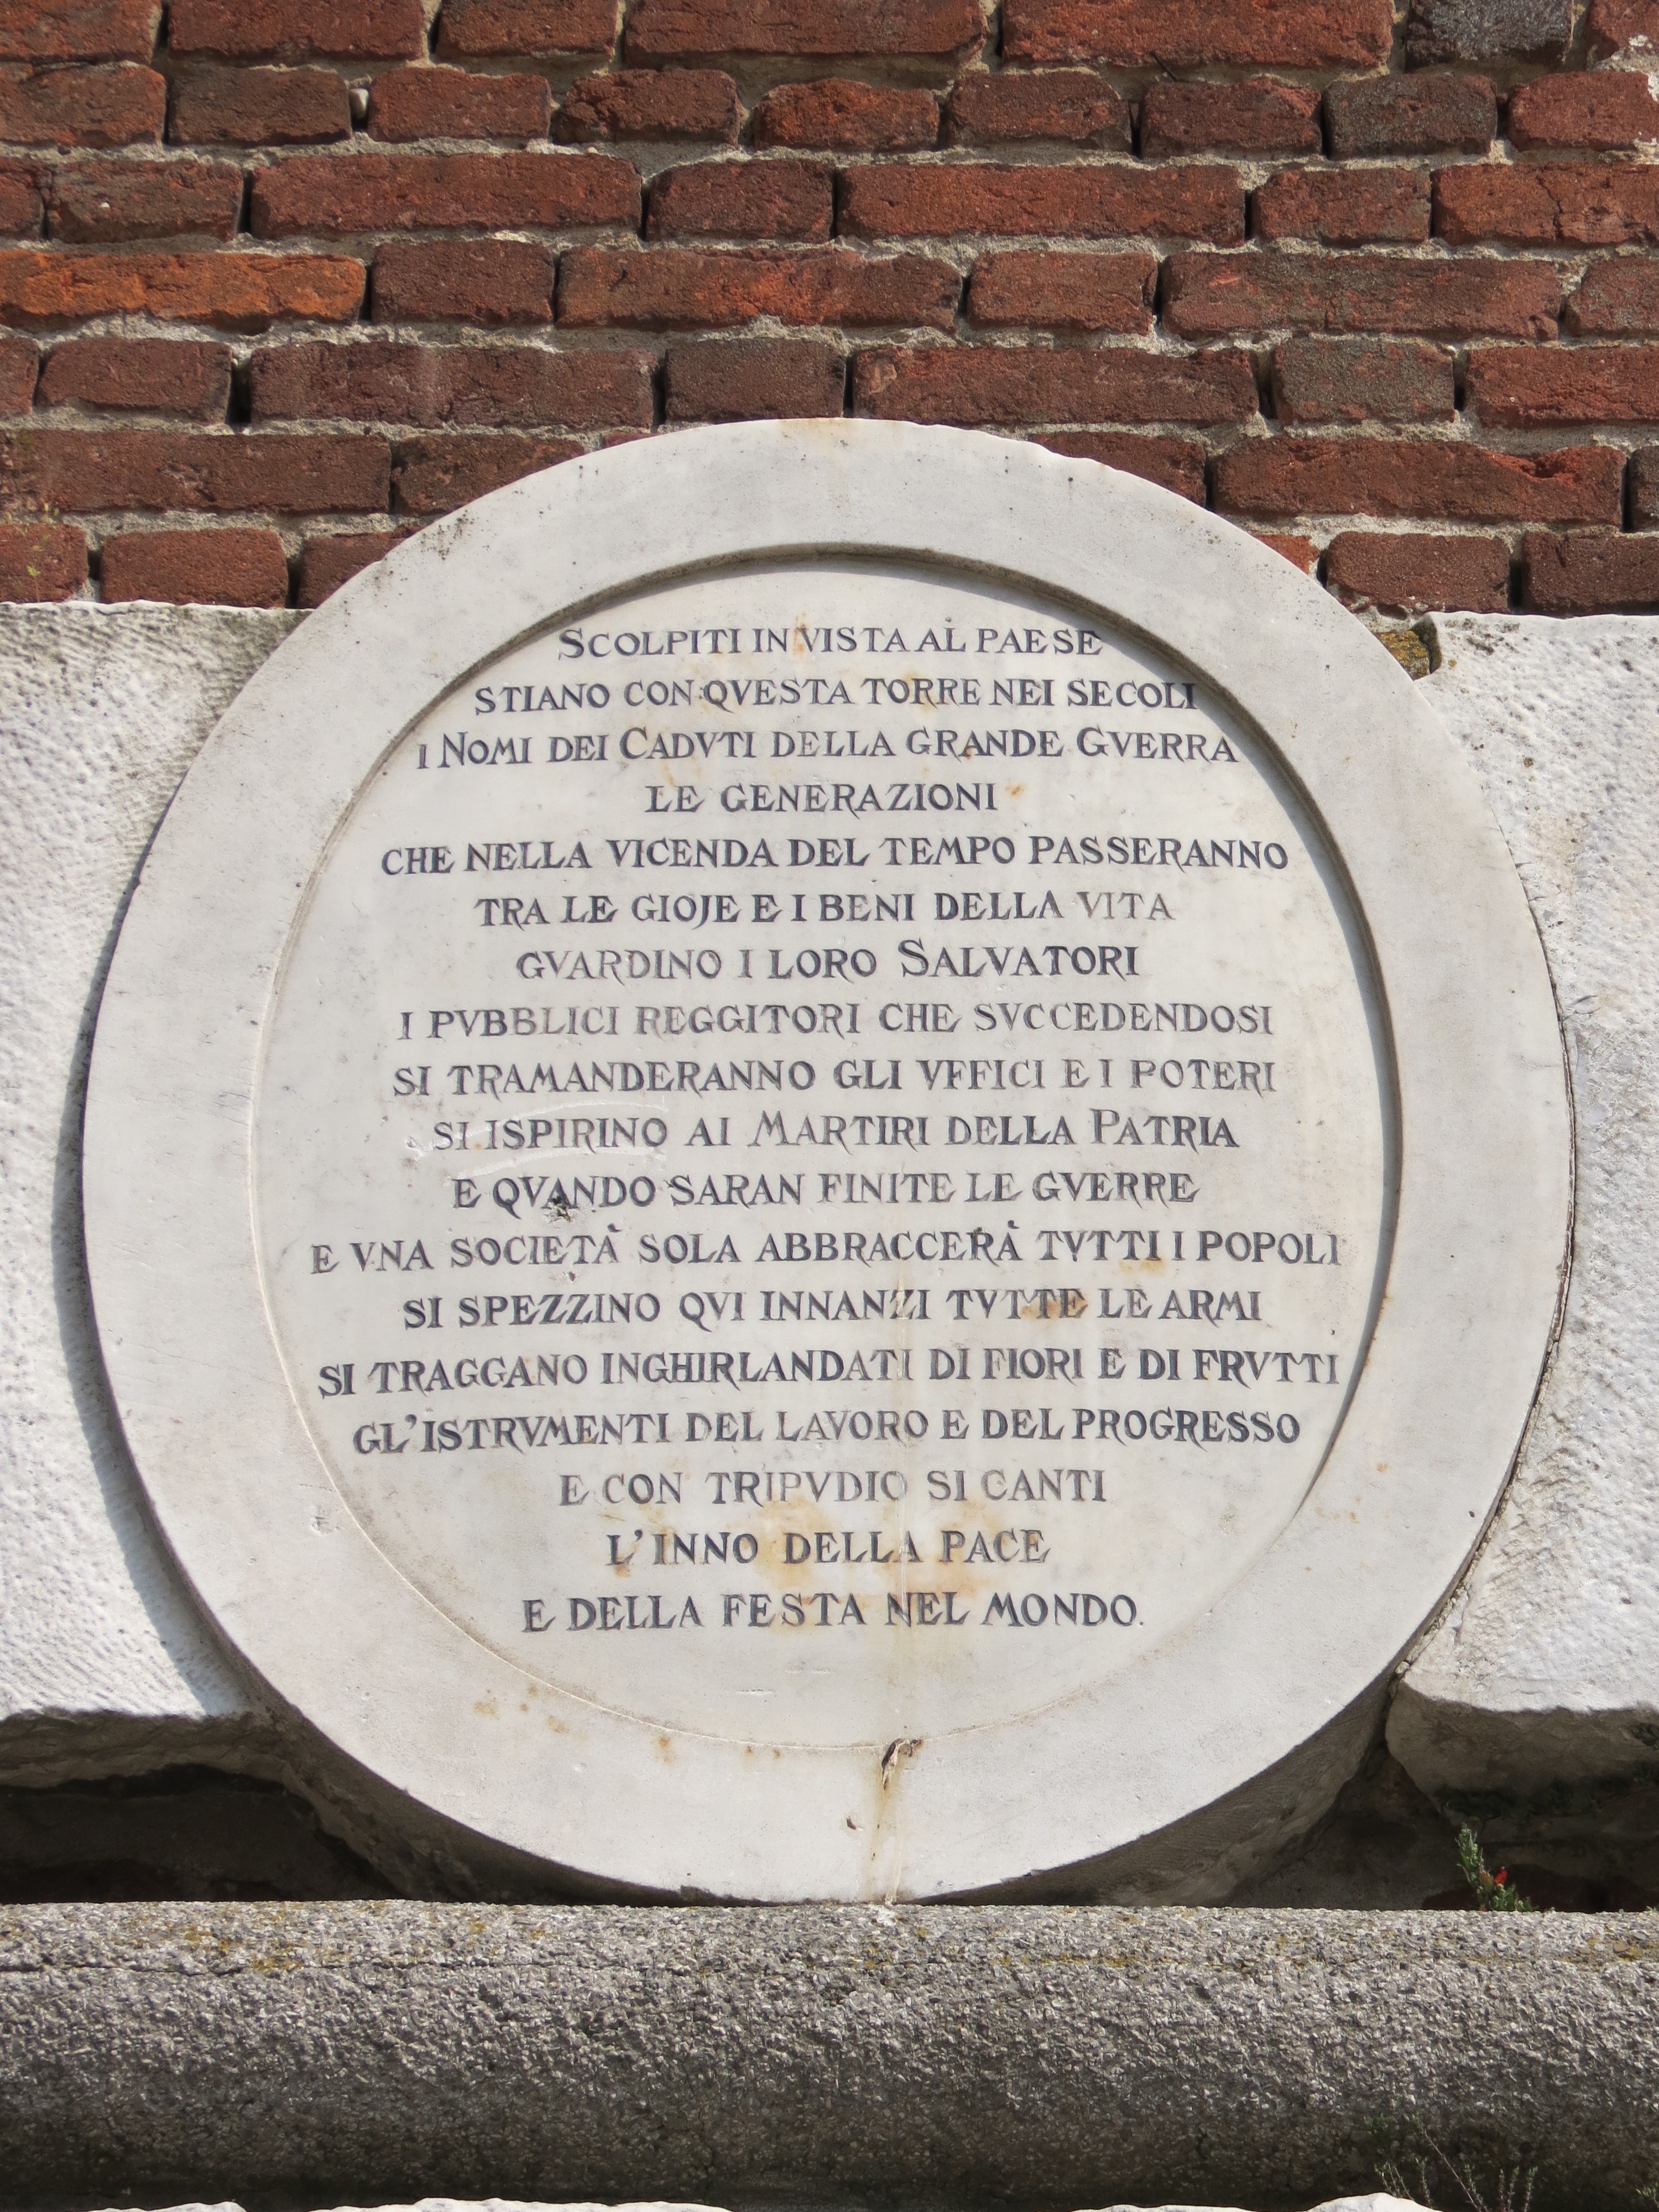 SCOLPITI IN VISTA AL PAESE
STIANO CON QVESTA TORRE NEI SECOLI
I NOMI DEI CADVTI DELLA GRANDE GVERRA
LE GENERAZIONI
CHE NELLA VICENDA DEL TEMPO PASSERANNO
TRA LE GIOJE E I BENI DELLA VITA
GVARDINO I LORO SALVATORI
I PVBBLICI REGGITORI CHE SVCCEDENDOSI
SI TRAMANDERANNO GLI VFFICI E I POTERI
SI ISPIRINO AI MARTIRI DELLA PATRIA
E QVANDO SARAN FINITE LE GVERRE
E VNA SOCIETÀ SOLA ABBRACCERÀ TVTTI I POPOLI
SI SPEZZINO QVI INNANZI TVTTE LE ARMI
SI TRAGGANO INGHIRLANDATI DI FIORI E DI FRVTTI
GL'ISTRVMENTI DEL LAVORO E DEL PROGRESSO
E CON TRIPVDIO SI CANTI
L'INNO DELLA PACE
E DELLA FESTA NEL MONDO.